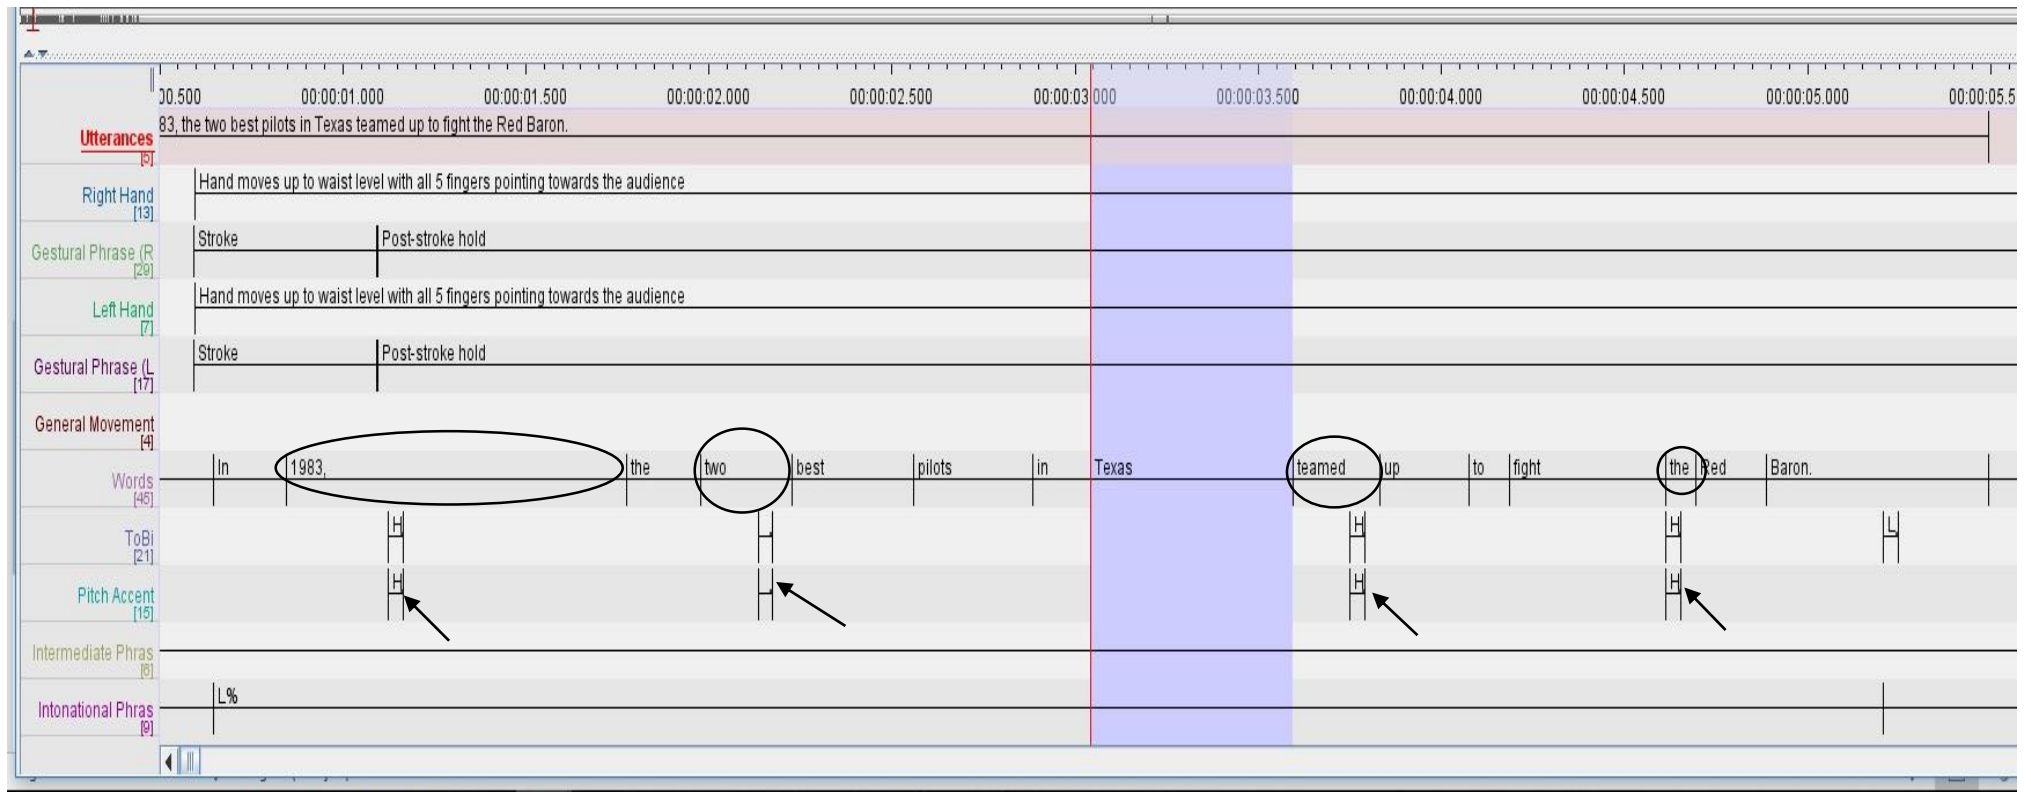 00.500 00:00:01.000 00:00:01.500 00:00:02.000 00:00:02.500 00:00:03.000 00:00:03.500 00:00:04.000 00:00:04.500 00:00:05.000 00:00:05.5
Utterances [5] 83, the two best pilots in Texas teamed up to fight the Red Baron.
Right Hand [13] Hand moves up to waist level with all 5 fingers pointing towards the audience
Gestural Phrase (R [29] Stroke Post-stroke hold
Left Hand [7] Hand moves up to waist level with all 5 fingers pointing towards the audience
Gestural Phrase (L [17] Stroke Post-stroke hold
General Movement [4]
Words [45] In 1983, the two best pilots in Texas teamed up to fight the Red Baron.
ToBi [21] H H H L
Pitch Accent [15] H H H
Intermediate Phras [6]
Intonational Phras [9] L%